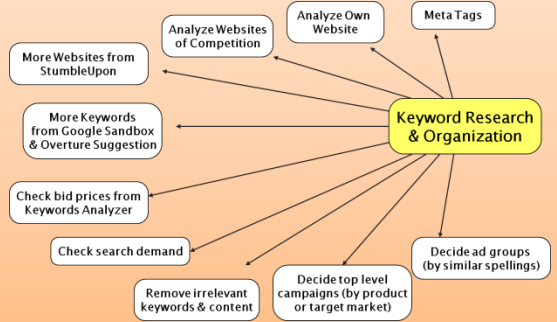 Meta Tags
Analyze Own
Website
Analyze Websites
of Competition
More Websites from
StumbleUpon
Keyword Research
& Organization
More Keywords
from Google Sandbox
& Overture Suggestion
Check bid prices from
Keywords Analyzer
Check search demand
Remove irrelevant
keywords & content
Decide top level
campaigns (by product
or target market)
Decide ad groups
(by similar spellings)